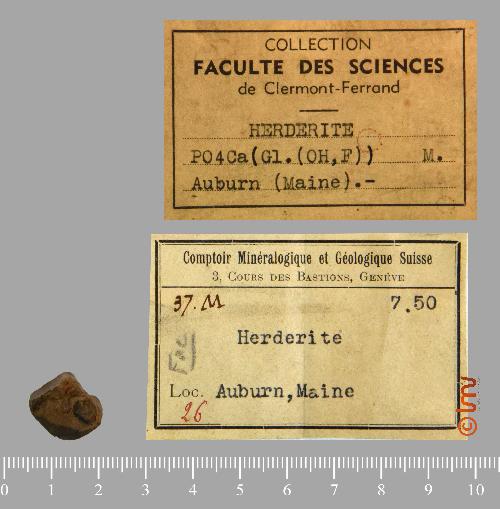 COLLECTION
FACULTE DES SCIENCES
de Clermont-Ferrand
HERDERITE
PO4Ca(Gl.(OH,F)) M.
Auburn (Maine).-
Comptoir Minéralogique et Géologique Suisse
3, COURS DES BASTIONS, GENÈVE
37.M 7.50
Herderite
Loc. Auburn,Maine
26
0 1 2 3 4 5 6 7 8 9 10